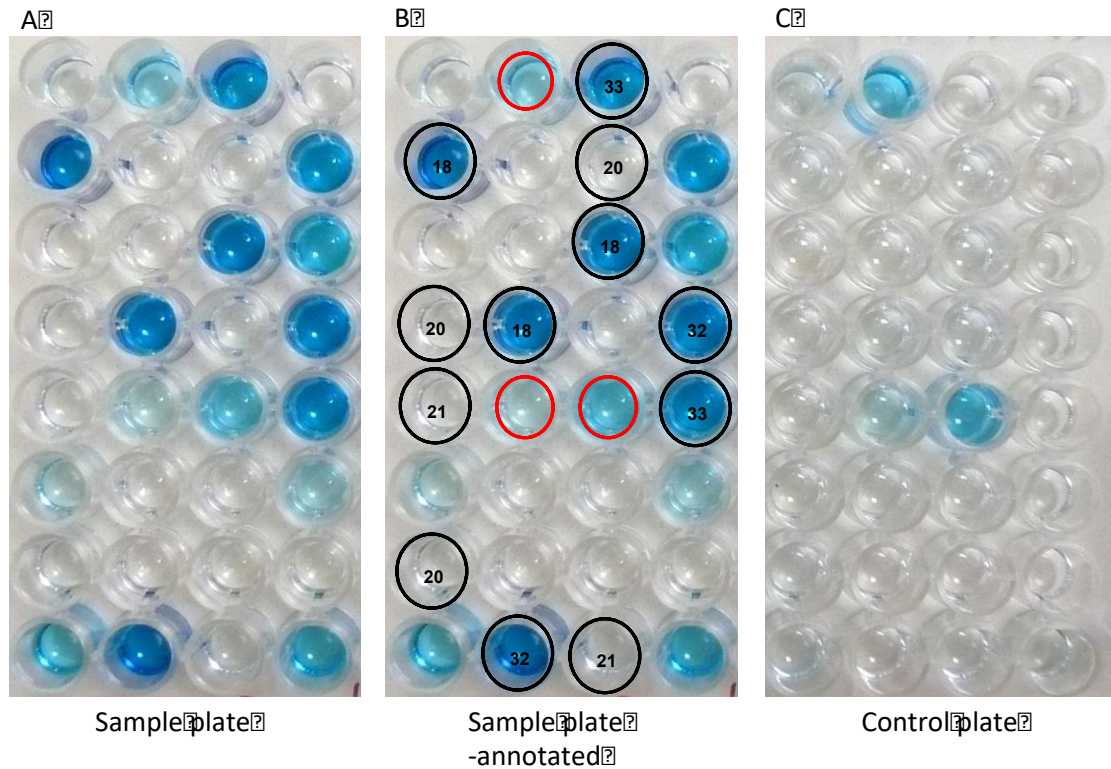 A⍰
B⍰
C⍰
33
18
20
18
20
18
32
21
33
20
32
21
Sample⍰plate⍰
Sample⍰plate⍰
-annotated⍰
Control⍰plate⍰